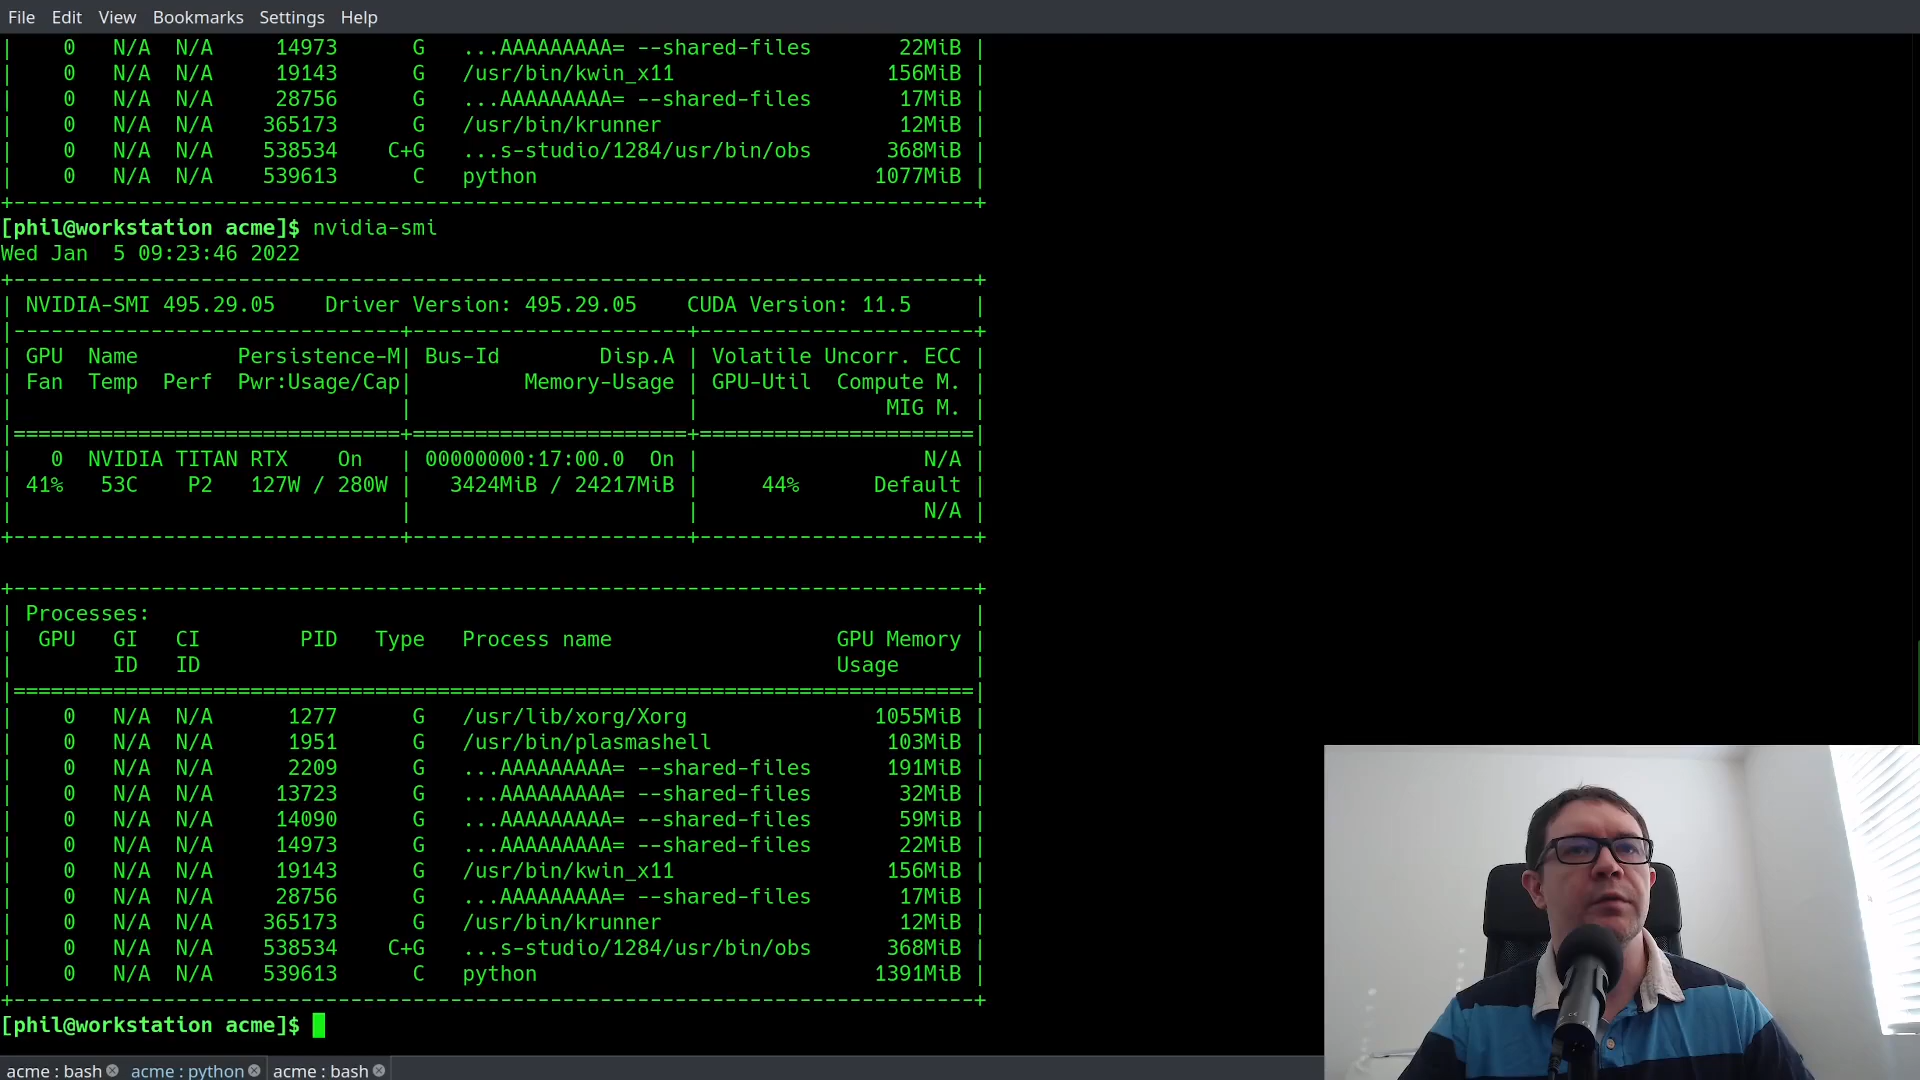 File Edit View Bookmarks Settings Help
| 0 N/A N/A 14973 G ...AAAAAAAAA= --shared-files 22MiB |
| 0 N/A N/A 19143 G /usr/bin/kwin_x11 156MiB |
| 0 N/A N/A 28756 G ...AAAAAAAAA= --shared-files 17MiB |
| 0 N/A N/A 365173 G /usr/bin/krunner 12MiB |
| 0 N/A N/A 538534 C+G ...s-studio/1284/usr/bin/obs 368MiB |
| 0 N/A N/A 539613 C python 1077MiB |
+-----------------------------------------------------------------------------+
[phil@workstation acme]$ nvidia-smi
Wed Jan 5 09:23:46 2022
+-----------------------------------------------------------------------------+
| NVIDIA-SMI 495.29.05 Driver Version: 495.29.05 CUDA Version: 11.5 |
|-------------------------------+----------------------+----------------------+
| GPU Name Persistence-M| Bus-Id Disp.A | Volatile Uncorr. ECC |
| Fan Temp Perf Pwr:Usage/Cap| Memory-Usage | GPU-Util Compute M. |
| | | MIG M. |
|===============================+======================+======================|
| 0 NVIDIA TITAN RTX On | 00000000:17:00.0 On | N/A |
| 41% 53C P2 127W / 280W | 3424MiB / 24217MiB | 44% Default |
| | | N/A |
+-------------------------------+----------------------+----------------------+
+-----------------------------------------------------------------------------+
| Processes: |
| GPU GI CI PID Type Process name GPU Memory |
| ID ID Usage |
|=============================================================================|
| 0 N/A N/A 1277 G /usr/lib/xorg/Xorg 1055MiB |
| 0 N/A N/A 1951 G /usr/bin/plasmashell 103MiB |
| 0 N/A N/A 2209 G ...AAAAAAAAA= --shared-files 191MiB |
| 0 N/A N/A 13723 G ...AAAAAAAAA= --shared-files 32MiB |
| 0 N/A N/A 14090 G ...AAAAAAAAA= --shared-files 59MiB |
| 0 N/A N/A 14973 G ...AAAAAAAAA= --shared-files 22MiB |
| 0 N/A N/A 19143 G /usr/bin/kwin_x11 156MiB |
| 0 N/A N/A 28756 G ...AAAAAAAAA= --shared-files 17MiB |
| 0 N/A N/A 365173 G /usr/bin/krunner 12MiB |
| 0 N/A N/A 538534 C+G ...s-studio/1284/usr/bin/obs 368MiB |
| 0 N/A N/A 539613 C python 1391MiB |
+-----------------------------------------------------------------------------+
[phil@workstation acme]$
acme : bash acme : python acme : bash